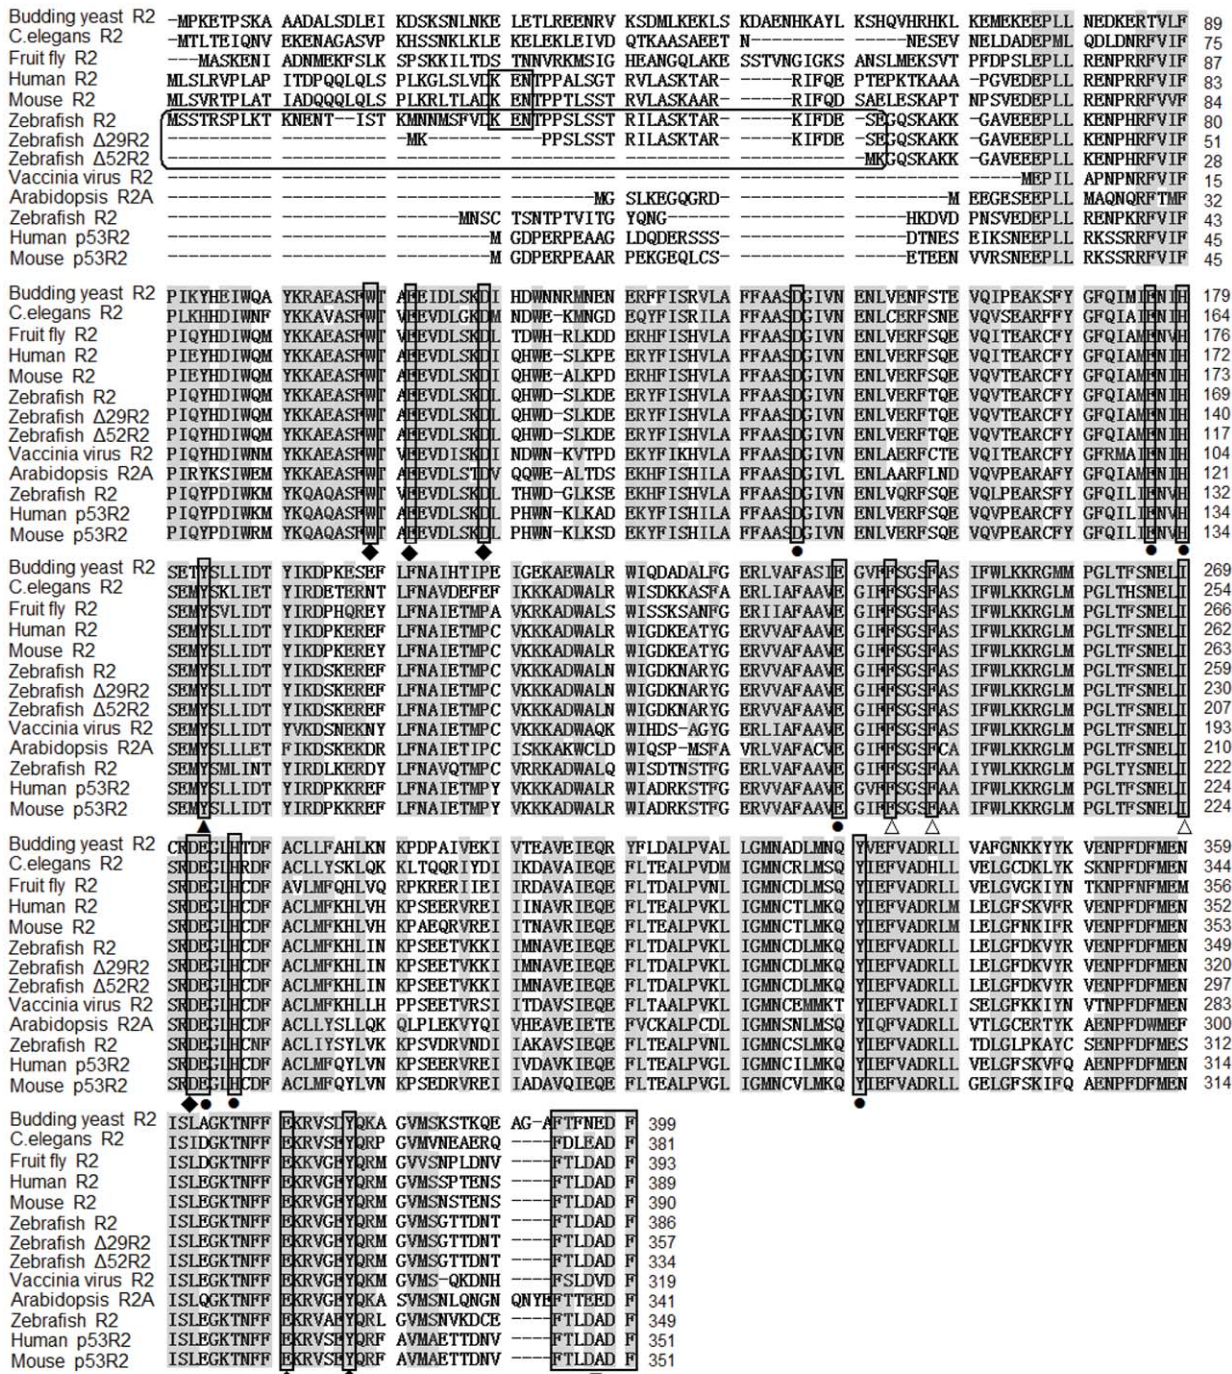 Budding yeast R2 -MPKETPSKA AADALSDLEI KDSKSNLNKE LETLREENRV KSDMLKEKLS KDAENHKAYL KSHQVHRHKL KEMEKEEPLL NEDKERTVLF 89
C.elegans R2 -MTLTEIQNV EKENAGASVP KHSSNKLKLE KELEKLEIVD QTKAASAEET N--------- ----NESEV NELDADEPML QDLDNRFVIF 75
Fruit fly R2 ---MASKENI ADNMEKFSLK SPSKKILTDS TNNVRKMSIG HEANGQLAKE SSTVNGIGKS ANSLMEKSVT PFDPSLEPLL RENPRRFVIF 87
Human R2 MLSLRVPLAP ITDPQQLQLS PLKGLSLVDK ENTPPALSGT RVLASKTAR- ------RIFQE PTEPKTKAAA -PGVEDEPLL RENPRRFVIF 83
Mouse R2 MLSVRTPLAT IADQQQLQLS PLKRLTLADK ENTPPTLSST RVLASKAAR- ------RIFQD SAELESKAPT NPSVEDEPLL RENPRRFVVF 84
Zebrafish R2 MSSTRSPLKT KNENT--IST KMNNMSFVDK ENTPPSLSST RILASKTAR- ------KIFDE SEGQSKAKK -GAVEEEPLL KENPHRFVIF 80
Zebrafish Δ29R2 ---------- ---------- ----MK---- ---PPSLSST RILASKTAR- ------KIFDE SEGQSKAKK -GAVEEEPLL KENPHRFVIF 51
Zebrafish Δ52R2 ---------- ---------- ---------- ---------- ---------- ---------- MKGQSKAKK -GAVEEEPLL KENPHRFVIF 28
Vaccinia virus R2 ---------- ---------- ---------- ---------- ---------- ---------- ---------- ------MEPIL APNPNRFVIF 15
Arabidopsis R2A ---------- ---------- ---------- ---------MG SLKEGQGRD- ---------- --------M EEGESEEPLL MAQNQRFTMF 32
Zebrafish R2 ---------- ---------- -------MNSC TSNTPTVITG YQNG------ ---------- ----HKDVD PNSVEDEPLL RENPKRFVIF 43
Human p53R2 ---------- ---------- ---------M GDPERPEAAG LDQDERSSS- ---------- ----DTNES EIKSNEEPLL RKSSRRFVIF 45
Mouse p53R2 ---------- ---------- ---------M GDPERPEAAR PEKGEQLCS- ---------- ----ETEEN VVRSNEEPLL RKSSRRFVIF 45
Budding yeast R2 PIKYHEIWQA YKRAEASFWT AEEIDLSKDI HDWNNRMNEN ERFFISRVLA FFAASDGIVN ENLVENFSTE VQIPEAKSFY GFQIMIENIH 179
C.elegans R2 PLKHHDIWNF YKKAVASFWT VEEVDLGKDM NDWE-KMNGD EQYFISRILA FFAASDGIVN ENLCERFSNE VQVSEARFFY GFQIAIENIH 164
Fruit fly R2 PIQYHDIWQM YKKAEASFWT VEEVDLSKDL TDWH-RLKDD ERHFISHVLA FFAASDGIVN ENLVERFSQE VQITEARCFY GFQIAMENVH 176
Human R2 PIEYHDIWQM YKKAEASFWT AEEVDLSKDI QHWE-SLKPE ERYFISHVLA FFAASDGIVN ENLVERFSQE VQITEARCFY GFQIAMENIH 172
Mouse R2 PIEYHDIWQM YKKAEASFWT AEEVDLSKDI QHWE-ALKPD ERHFISHVLA FFAASDGIVN ENLVERFSQE VQVTEARCFY GFQIAMENIH 173
Zebrafish R2 PIQYHDIWQM YKKAEASFWT AEEVDLSKDL QHWD-SLKDE ERYFISHVLA FFAASDGIVN ENLVERFTQE VQVTEARCFY GFQIAMENIH 169
Zebrafish Δ29R2 PIQYHDIWQM YKKAEASFWT AEEVDLSKDL QHWD-SLKDE ERYFISHVLA FFAASDGIVN ENLVERFTQE VQVTEARCFY GFQIAMENIH 140
Zebrafish Δ52R2 PIQYHDIWQM YKKAEASFWT AEEVDLSKDL QHWD-SLKDE ERYFISHVLA FFAASDGIVN ENLVERFTQE VQVTEARCFY GFQIAMENIH 117
Vaccinia virus R2 PIQYHDIWNM YKKAEASFWT VEEVDISKDI NDWN-KVTPD EKYFIKHVLA FFAASDGIVN ENLAERFCTE VQITEARCFY GFRMAIENIH 104
Arabidopsis R2A PIRYKSIWEM YKKAEASFWT AEEVDLSTDV QQWE-ALTDS EKHFISHILA FFAASDGIVL ENLAARFLND VQVPEARAFY GFQIAMENIH 121
Zebrafish R2 PIQYPDIWKM YKQAQASFWT VEEVDLSKDL THWD-GLKSE EKHFISHVLA FFAASDGIVN ENLVQRFSQE VQLPEARSFY GFQILIENVH 132
Human p53R2 PIQYPDIWKM YKQAQASFWT AEEVDLSKDL PHWN-KLKAD EKYFISHILA FFAASDGIVN ENLVERFSQE VQVPEARCFY GFQILIENVH 134
Mouse p53R2 PIQYPDIWRM YKQAQASFWT AEEVDLSKDL PHWN-KLKSD EKYFISHILA FFAASDGIVN ENLVERFSQE VQVPEARCFY GFQILIENVH 134
Budding yeast R2 SETYSLLIDT YIKDPKESEF LFNAIHTIPE IGEKAEWALR WIQDADALFG ERLVAFASIE GVFFSGSFAS IFWLKKRGMM PGLTFSNELI 269
C.elegans R2 SEMYSKLIET YIRDETERNT LFNAVDEFEF IKKKADWALR WISDKKASFA ERLIAFAAVE GIFFSGSFAS IFWLKKRGLM PGLTHSNELI 254
Fruit fly R2 SEMYSVLIDT YIRDPHQREY LFNAIETMPA VKRKADWALS WISSKSANFG ERIIAFAAVE GIFFSGSFAS IFWLKKRGLM PGLTFSNELI 266
Human R2 SEMYSLLIDT YIKDPKEREF LFNAIETMPC VKKKADWALR WIGDKEATYG ERVVAFAAVE GIFFSGSFAS IFWLKKRGLM PGLTFSNELI 262
Mouse R2 SEMYSLLIDT YIKDPKEREY LFNAIETMPC VKKKADWALR WIGDKEATYG ERVVAFAAVE GIFFSGSFAS IFWLKKRGLM PGLTFSNELI 263
Zebrafish R2 SEMYSLLIDT YIKDSKEREF LFNAIETMPC VKKKADWALN WIGDKNARYG ERVVAFAAVE GIFFSGSFAS IFWLKKRGLM PGLTFSNELI 259
Zebrafish Δ29R2 SEMYSLLIDT YIKDSKEREF LFNAIETMPC VKKKADWALN WIGDKNARYG ERVVAFAAVE GIFFSGSFAS IFWLKKRGLM PGLTFSNELI 230
Zebrafish Δ52R2 SEMYSLLIDT YIKDSKEREF LFNAIETMPC VKKKADWALN WIGDKNARYG ERVVAFAAVE GIFFSGSFAS IFWLKKRGLM PGLTFSNELI 207
Vaccinia virus R2 SEMYSLLIDT YVKDSNEKNY LFNAIETMPC VKKKADWAQK WIHDS-AGYG ERLIAFAAVE GIFFSGSFAS IFWLKKRGLM PGLTFSNELI 193
Arabidopsis R2A SEMYSLLLET FIKDSKEKDR LFNAIETIPC ISKKAKWCLD WIQSP-MSFA VRLVAFACVE GIFFSGSFCA IFWLKKRGLM PGLTFSNELI 210
Zebrafish R2 SEMYSMLINT YIRDLKERDY LFNAVQTMPC VRRKADWALQ WISDTNSTFG ERLVAFAAVE GIFFSGSFAA IYWLKKRGLM PGLTYSNELI 222
Human p53R2 SEMYSLLIDT YIRDPKKREF LFNAIETMPY VKKKADWALR WIADRKSTFG ERVVAFAAVE GVFFSGSFAA IFWLKKRGLM PGLTFSNELI 224
Mouse p53R2 SEMYSLLIDT YIRDPKKREF LFNAIETMPY VKKKADWALR WIADRKSTFG ERVVAFAAVE GIFFSGSFAA IFWLKKRGLM PGLTFSNELI 224
Budding yeast R2 CRDEGLHTDF ACLLFAHLKN KPDPAIVEKI VTEAVEIEQR YFLDALPVAL LGMNADLMNQ YVEFVADRLL VAFGNKKYYK VENPFDFMEN 359
C.elegans R2 SRDEGLHRDF ACLLYSKLQK KLTQQRIYDI IKDAVAIEQE FLTEALPVDM IGMNCRLMSQ YIEFVADHLL VELGCDKLYK SKNPFDFMEN 344
Fruit fly R2 SRDEGLHCDF AVLMFQHLVQ RPKRERIIEI IRDAVAIEQE FLTDALPVNL IGMNCDLMSQ YIEFVADRLL VELGVGKIYN TKNPFNFMEM 356
Human R2 SRDEGLHCDF ACLMFKHLVH KPSEERVREI IINAVRIEQE FLTEALPVKL IGMNCTLMKQ YIEFVADRLM LELGFSKVFR VENPFDFMEN 352
Mouse R2 SRDEGLHCDF ACLMFKHLVH KPAEQRVREI ITNAVRIEQE FLTEALPVKL IGMNCTLMKQ YIEFVADRLM LELGFNKIFR VENPFDFMEN 353
Zebrafish R2 SRDEGLHCDF ACLMFKHLIN KPSEETVKKI IMNAVEIEQE FLTDALPVKL IGMNCDLMKQ YIEFVADRLL LELGFDKVYR VENPFDFMEN 349
Zebrafish Δ29R2 SRDEGLHCDF ACLMFKHLIN KPSEETVKKI IMNAVEIEQE FLTDALPVKL IGMNCDLMKQ YIEFVADRLL LELGFDKVYR VENPFDFMEN 320
Zebrafish Δ52R2 SRDEGLHCDF ACLMFKHLIN KPSEETVKKI IMNAVEIEQE FLTDALPVKL IGMNCDLMKQ YIEFVADRLL LELGFDKVYR VENPFDFMEN 297
Vaccinia virus R2 SRDEGLHCDF ACLMFKHLLH PPSEETVRSI ITDAVSIEQE FLTAALPVKL IGMNCEMMKT YIEFVADRLI SELGFKKIYN VTNPFDFMEN 283
Arabidopsis R2A SRDEGLHCDF ACLLYSLLQK QLPLEKVYQI VHEAVEIETE FVCKALPCDL IGMNSNLMSQ YIQFVADRLL VTLGCERTYK AENPFDWMEF 300
Zebrafish R2 SRDEGLHCNF ACLIYSYLVK KPSVDRVNDI IAKAVSIEQE FLTEALPVNL IGMNCSLMKQ YIEFVADRLL TDLGLPKAYC SENPFDFMES 312
Human p53R2 SRDEGLHCDF ACLMFQYLVN KPSEERVREI IVDAVKIEQE FLTEALPVGL IGMNCILMKQ YIEFVADRLL VELGFSKVFQ AENPFDFMEN 314
Mouse p53R2 SRDEGLHCDF ACLMFQYLVN KPSEDRVREI IADAVQIEQE FLTEALPVGL IGMNCVLMKQ YIEFVADRLL GELGFSKIFQ AENPFDFMEN 314
Budding yeast R2 ISLAGKTNFF EKRVSDYQKA GVMSKSTKQE AG-AFTFNED F 399
C.elegans R2 ISIDGKTNFF EKRVSEYQRP GVMVNEAERQ ----FDLEAD F 381
Fruit fly R2 ISLDGKTNFF EKKVGEYQRM GVVSNPLDNV ----FTLDAD F 393
Human R2 ISLEGKTNFF EKRVGEYQRM GVMSSPTENS ----FTLDAD F 389
Mouse R2 ISLEGKTNFF EKRVGEYQRM GVMSNSTENS ----FTLDAD F 390
Zebrafish R2 ISLEGKTNFF EKRVGEYQRM GVMSGTTDNT ----FTLDAD F 386
Zebrafish Δ29R2 ISLEGKTNFF EKRVGEYQRM GVMSGTTDNT ----FTLDAD F 357
Zebrafish Δ52R2 ISLEGKTNFF EKRVGEYQRM GVMSGTTDNT ----FTLDAD F 334
Vaccinia virus R2 ISLEGKTNFF EKRVGEYQKM GVMS-QKDNH ----FSLDVD F 319
Arabidopsis R2A ISLQGKTNFF EKRVGEYQKA SVMSNLQNGN QNYEFTTEED F 341
Zebrafish R2 ISLEGKTNFF EKRVAEYQRL GVMSNVKDCE ----FTLDAD F 349
Human p53R2 ISLEGKTNFF EKRVSEYQRF AVMAETTDNV ----FTLDAD F 351
Mouse p53R2 ISLEGKTNFF EKRVSEYQRF AVMAETTDNV ----FTLDAD F 351